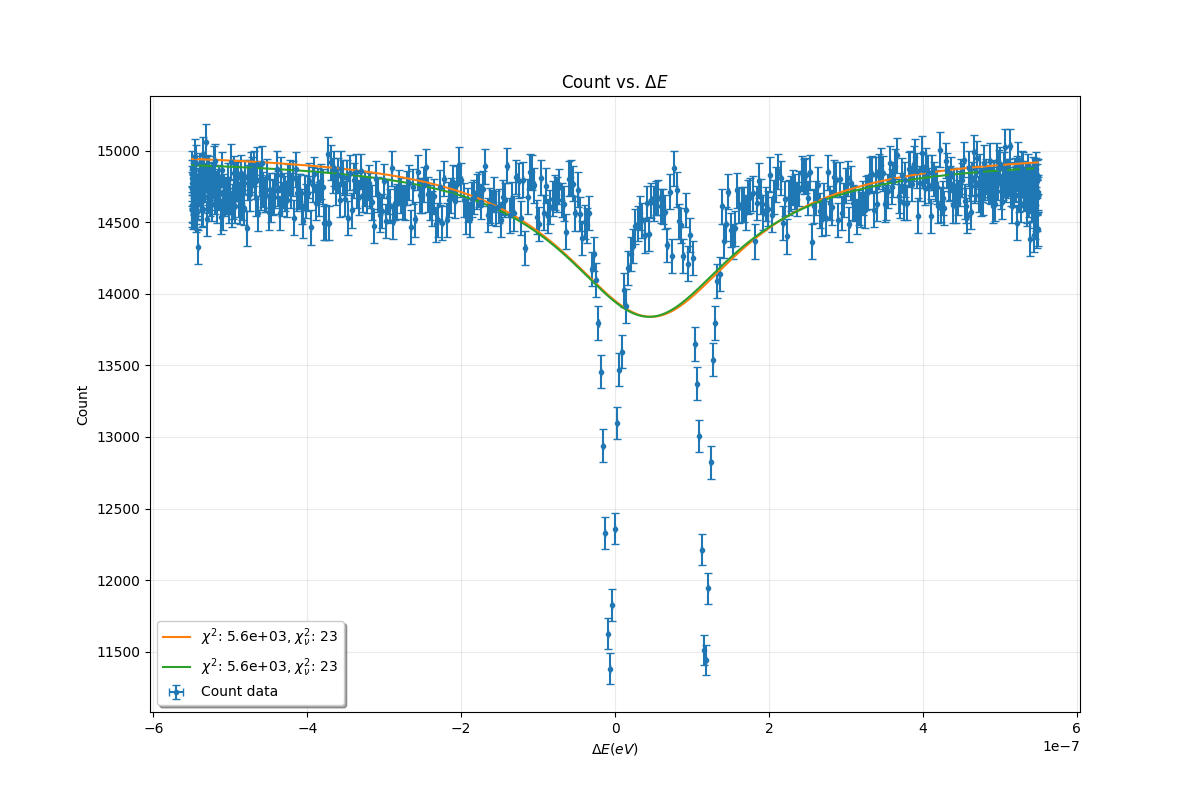 Count vs. ΔE
15000
14500
14000
13500
13000
12500
12000
11500
Count
χ²: 5.6e+03, χ²ᵥ: 23
χ²: 5.6e+03, χ²ᵥ: 23
Count data
−6
−4
−2
0
2
4
6
1e−7
ΔE(eV)